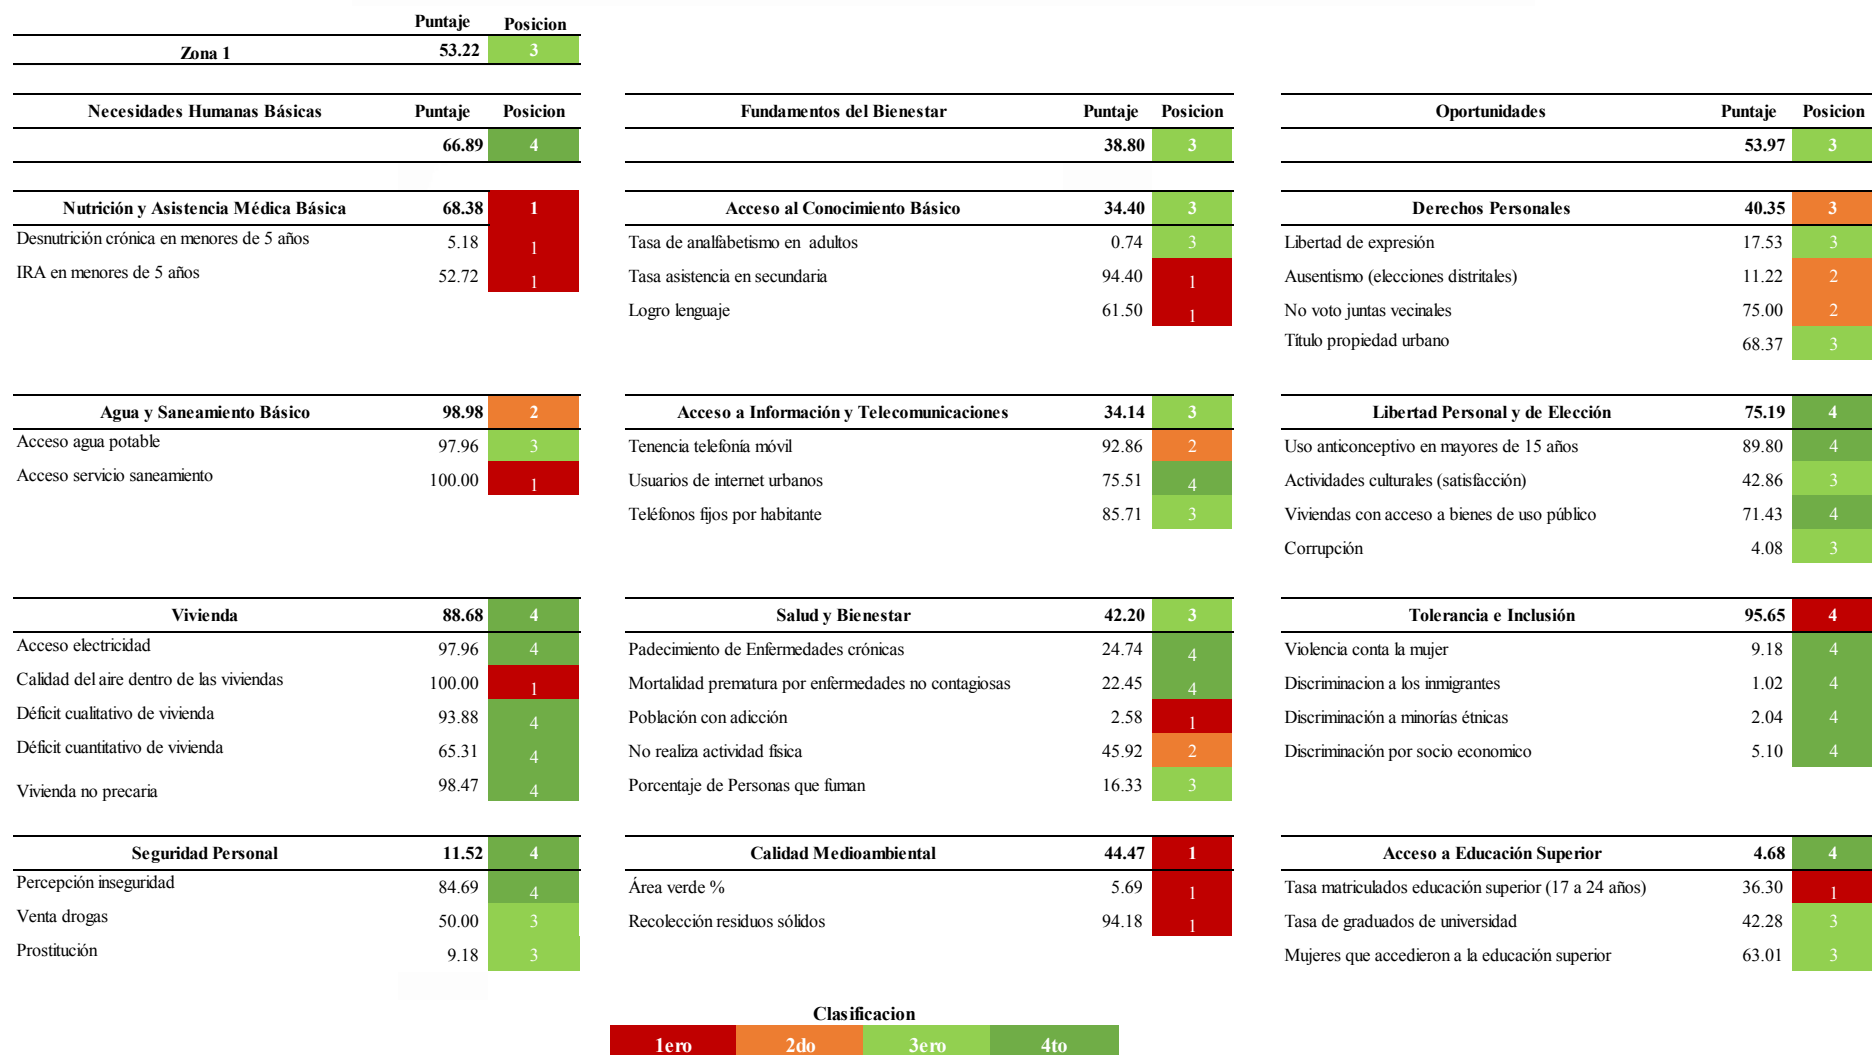 Puntaje Posicion
Zona 1 53.22 3
Necesidades Humanas Básicas Puntaje Posicion
66.89 4
Nutrición y Asistencia Médica Básica 68.38 1
Desnutrición crónica en menores de 5 años 5.18 1
IRA en menores de 5 años 52.72 1
Agua y Saneamiento Básico 98.98 2
Acceso agua potable 97.96 3
Acceso servicio saneamiento 100.00 1
Vivienda 88.68 4
Acceso electricidad 97.96 4
Calidad del aire dentro de las viviendas 100.00 1
Déficit cualitativo de vivienda 93.88 4
Déficit cuantitativo de vivienda 65.31 4
Vivienda no precaria 98.47 4
Seguridad Personal 11.52 4
Percepción inseguridad 84.69 4
Venta drogas 50.00 3
Prostitución 9.18 3
Fundamentos del Bienestar Puntaje Posicion
38.80 3
Acceso al Conocimiento Básico 34.40 3
Tasa de analfabetismo en adultos 0.74 3
Tasa asistencia en secundaria 94.40 1
Logro lenguaje 61.50 1
Acceso a Información y Telecomunicaciones 34.14 3
Tenencia telefonía móvil 92.86 2
Usuarios de internet urbanos 75.51 4
Teléfonos fijos por habitante 85.71 3
Salud y Bienestar 42.20 3
Padecimiento de Enfermedades crónicas 24.74 4
Mortalidad prematura por enfermedades no contagiosas 22.45 4
Población con adicción 2.58 1
No realiza actividad física 45.92 2
Porcentaje de Personas que fuman 16.33 3
Calidad Medioambiental 44.47 1
Área verde % 5.69 1
Recolección residuos sólidos 94.18 1
Oportunidades Puntaje Posicion
53.97 3
Derechos Personales 40.35 3
Libertad de expresión 17.53 3
Ausentismo (elecciones distritales) 11.22 2
No voto juntas vecinales 75.00 2
Título propiedad urbano 68.37 3
Libertad Personal y de Elección 75.19 4
Uso anticonceptivo en mayores de 15 años 89.80 4
Actividades culturales (satisfacción) 42.86 3
Viviendas con acceso a bienes de uso público 71.43 4
Corrupción 4.08 3
Tolerancia e Inclusión 95.65 4
Violencia conta la mujer 9.18 4
Discriminacion a los inmigrantes 1.02 4
Discriminación a minorías étnicas 2.04 4
Discriminación por socio economico 5.10 4
Acceso a Educación Superior 4.68 4
Tasa matriculados educación superior (17 a 24 años) 36.30 1
Tasa de graduados de universidad 42.28 3
Mujeres que accedieron a la educación superior 63.01 3
Clasificacion
1ero 2do 3ero 4to